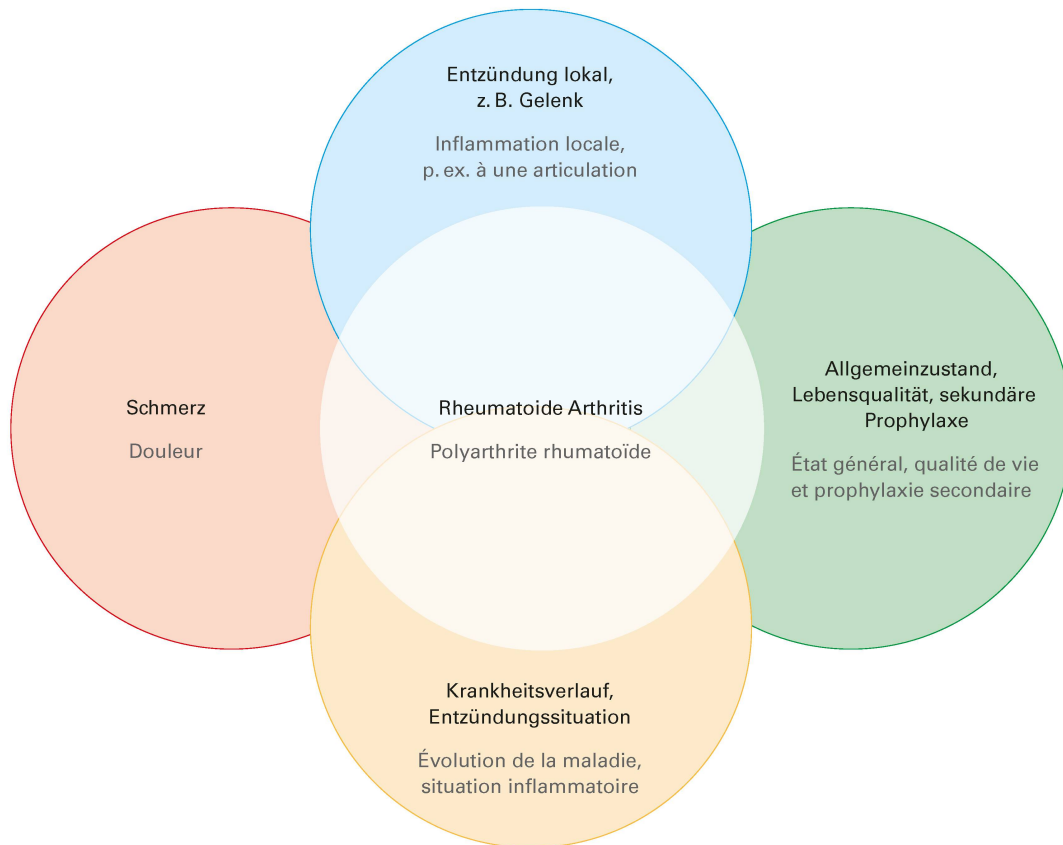 Entzündung lokal,
z. B. Gelenk
Inflammation locale,
p. ex. à une articulation
Schmerz
Douleur
Rheumatoide Arthritis
Polyarthrite rhumatoïde
Allgemeinzustand,
Lebensqualität, sekundäre
Prophylaxe
État général, qualité de vie
et prophylaxie secondaire
Krankheitsverlauf,
Entzündungssituation
Évolution de la maladie,
situation inflammatoire